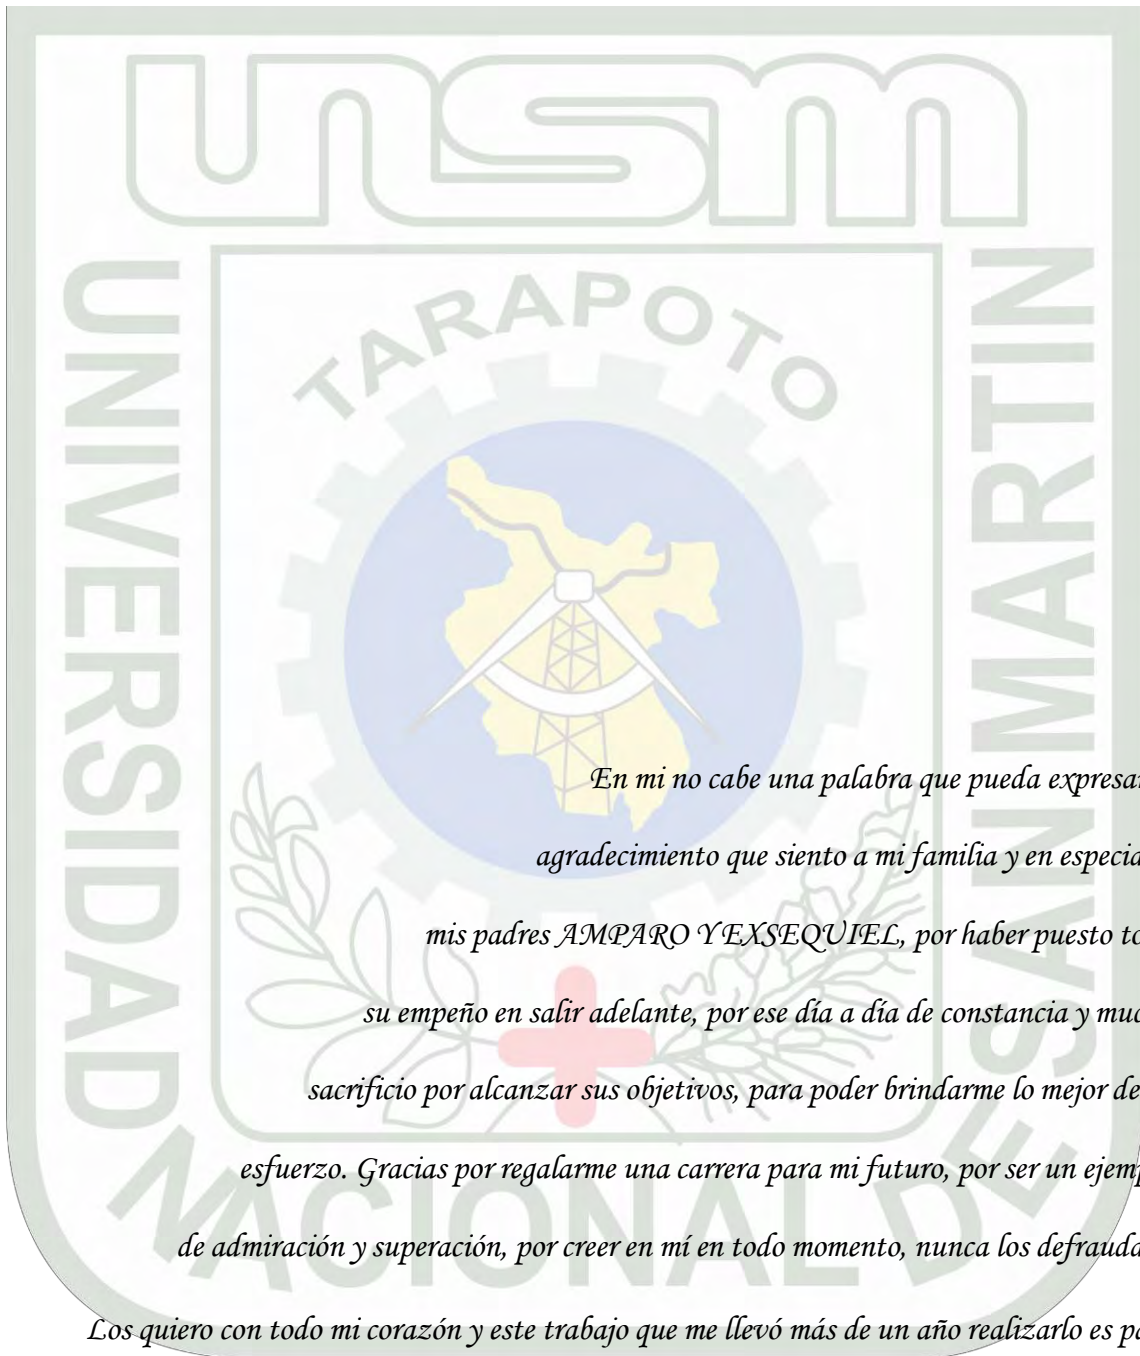 unsm
TARAPOTO
UNIVERSIDAD
NACIONAL DE
SAN MARTIN
En mi no cabe una palabra que pueda expresar
agradecimiento que siento a mi familia y en especia
mis padres AMPARO Y EXSEQUIEL, por haber puesto to
su empeño en salir adelante, por ese día a día de constancia y muc
sacrificio por alcanzar sus objetivos, para poder brindarme lo mejor de
esfuerzo. Gracias por regalarme una carrera para mi futuro, por ser un ejemp
de admiración y superación, por creer en mí en todo momento, nunca los defrauda
Los quiero con todo mi corazón y este trabajo que me llevó más de un año realizarlo es pa